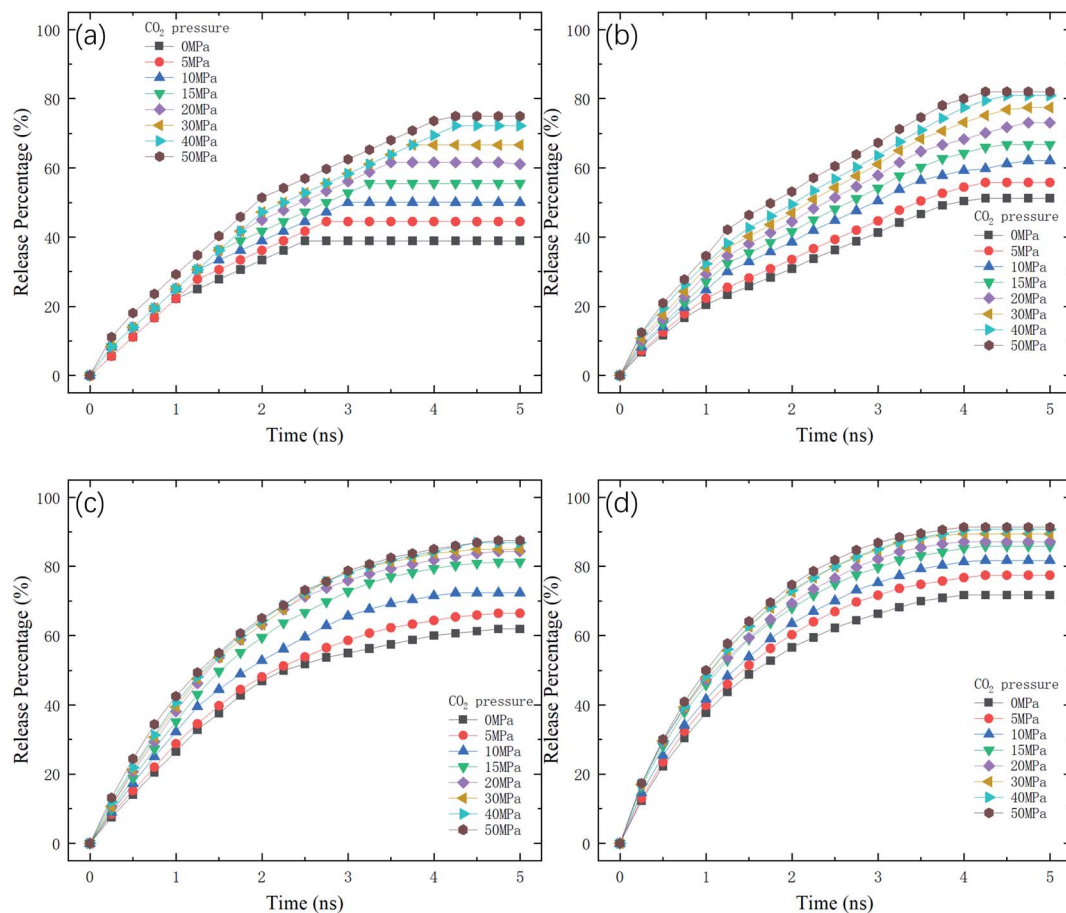 (a)
CO₂ pressure
0MPa
5MPa
10MPa
15MPa
20MPa
30MPa
40MPa
50MPa
Release Percentage (%)
100
80
60
40
20
0
0 1 2 3 4 5
Time (ns)
(b)
CO₂ pressure
0MPa
5MPa
10MPa
15MPa
20MPa
30MPa
40MPa
50MPa
Release Percentage (%)
100
80
60
40
20
0
0 1 2 3 4 5
Time (ns)
(c)
CO₂ pressure
0MPa
5MPa
10MPa
15MPa
20MPa
30MPa
40MPa
50MPa
Release Percentage (%)
100
80
60
40
20
0
0 1 2 3 4 5
Time (ns)
(d)
CO₂ pressure
0MPa
5MPa
10MPa
15MPa
20MPa
30MPa
40MPa
50MPa
Release Percentage (%)
100
80
60
40
20
0
0 1 2 3 4 5
Time (ns)